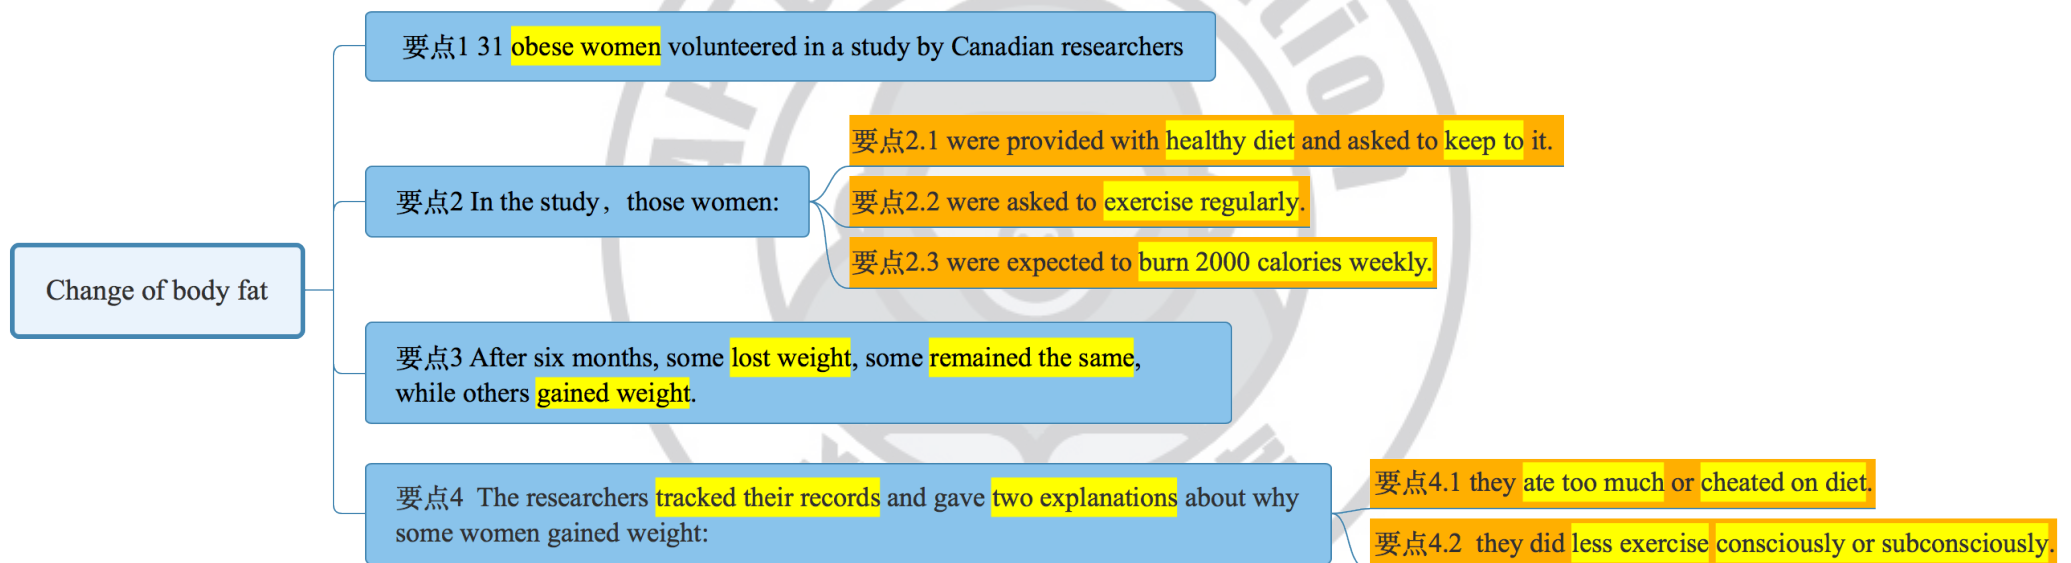 Change of body fat
要点1 31 obese women volunteered in a study by Canadian researchers
要点2 In the study，those women:
要点2.1 were provided with healthy diet and asked to keep to it.
要点2.2 were asked to exercise regularly.
要点2.3 were expected to burn 2000 calories weekly.
要点3 After six months, some lost weight, some remained the same,
while others gained weight.
要点4 The researchers tracked their records and gave two explanations about why
some women gained weight:
要点4.1 they ate too much or cheated on diet.
要点4.2 they did less exercise consciously or subconsciously.